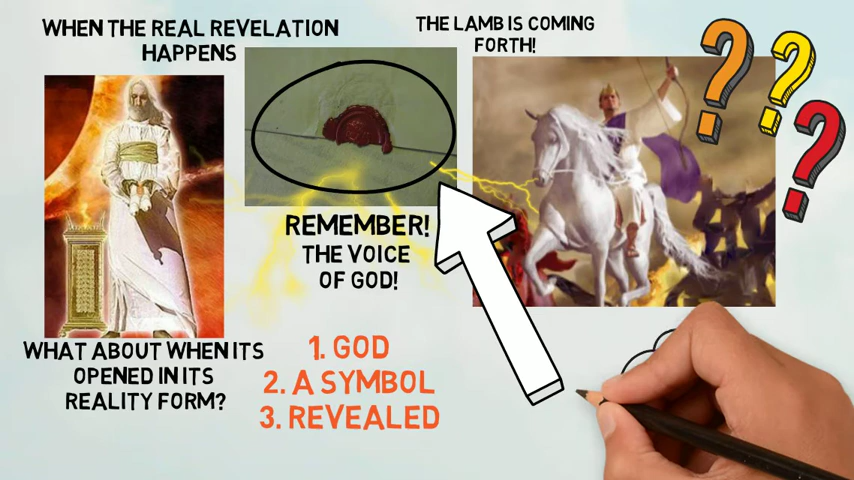 WHEN THE REAL REVELATION
HAPPENS
THE LAMB IS COMING
FORTH!
REMEMBER!
THE VOICE
OF GOD!
WHAT ABOUT WHEN ITS
OPENED IN ITS
REALITY FORM?
1. GOD
2. A SYMBOL
3. REVEALED
???